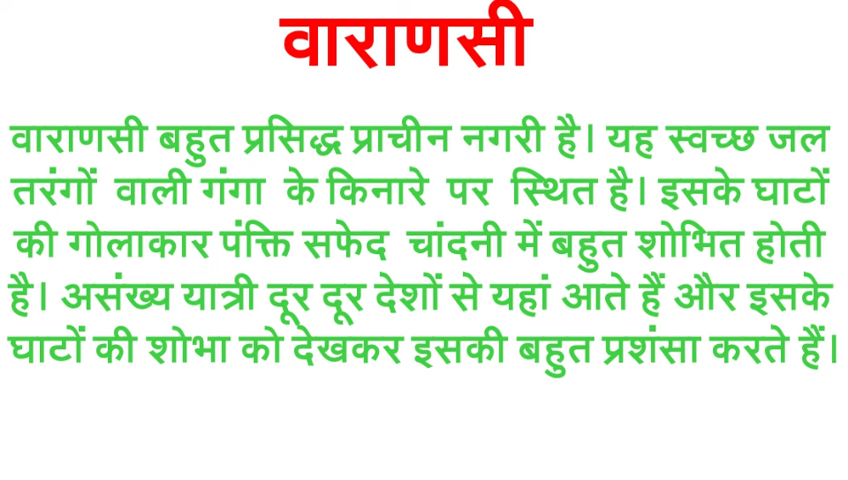 वाराणसी
वाराणसी बहुत प्रसिद्ध प्राचीन नगरी है। यह स्वच्छ जल
तरंगों वाली गंगा के किनारे पर स्थित है। इसके घाटों
की गोलाकार पंक्ति सफेद चांदनी में बहुत शोभित होती
है। असंख्य यात्री दूर दूर देशों से यहां आते हैं और इसके
घाटों की शोभा को देखकर इसकी बहुत प्रशंसा करते हैं।